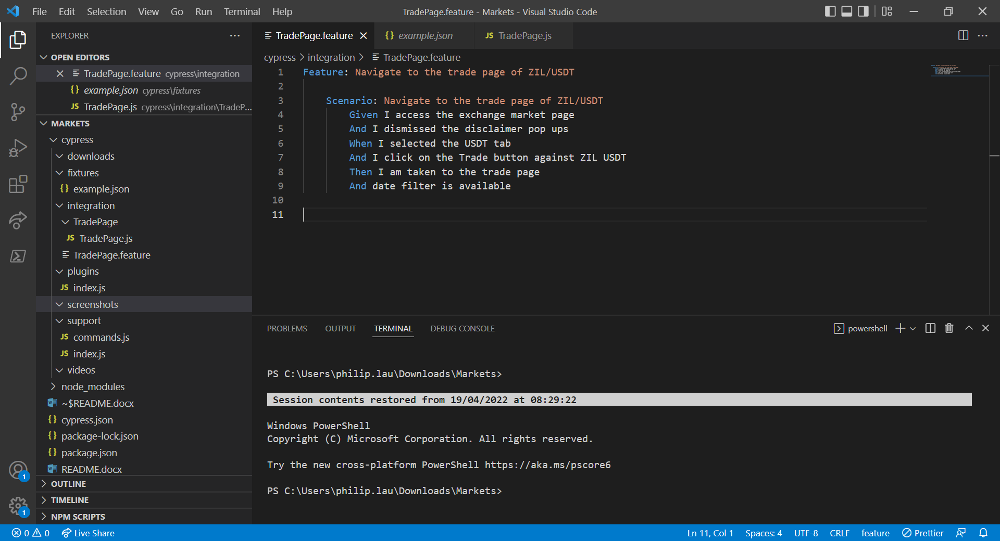 File Edit Selection View Go Run Terminal Help
TradePage.feature - Markets - Visual Studio Code
EXPLORER
OPEN EDITORS
TradePage.feature cypress\integration
{} example.json cypress\fixtures
JS TradePage.js cypress\integration\TradeP...
MARKETS
cypress
downloads
fixtures
{} example.json
integration
TradePage
JS TradePage.js
TradePage.feature
plugins
JS index.js
screenshots
support
JS commands.js
JS index.js
videos
node_modules
~$README.docx
{} cypress.json
{} package-lock.json
{} package.json
README.docx
OUTLINE
TIMELINE
NPM SCRIPTS
1
1
TradePage.feature {} example.json JS TradePage.js
cypress > integration > TradePage.feature
1 Feature: Navigate to the trade page of ZIL/USDT
2
3 Scenario: Navigate to the trade page of ZIL/USDT
4 Given I access the exchange market page
5 And I dismissed the disclaimer pop ups
6 When I selected the USDT tab
7 And I click on the Trade button against ZIL USDT
8 Then I am taken to the trade page
9 And date filter is available
10
11
PROBLEMS OUTPUT TERMINAL DEBUG CONSOLE
powershell
PS C:\Users\philip.lau\Downloads\Markets>
Session contents restored from 19/04/2022 at 08:29:22
Windows PowerShell
Copyright (C) Microsoft Corporation. All rights reserved.
Try the new cross-platform PowerShell https://aka.ms/pscore6
PS C:\Users\philip.lau\Downloads\Markets>
0 0 Live Share
Ln 11, Col 1 Spaces: 4 UTF-8 CRLF feature Prettier